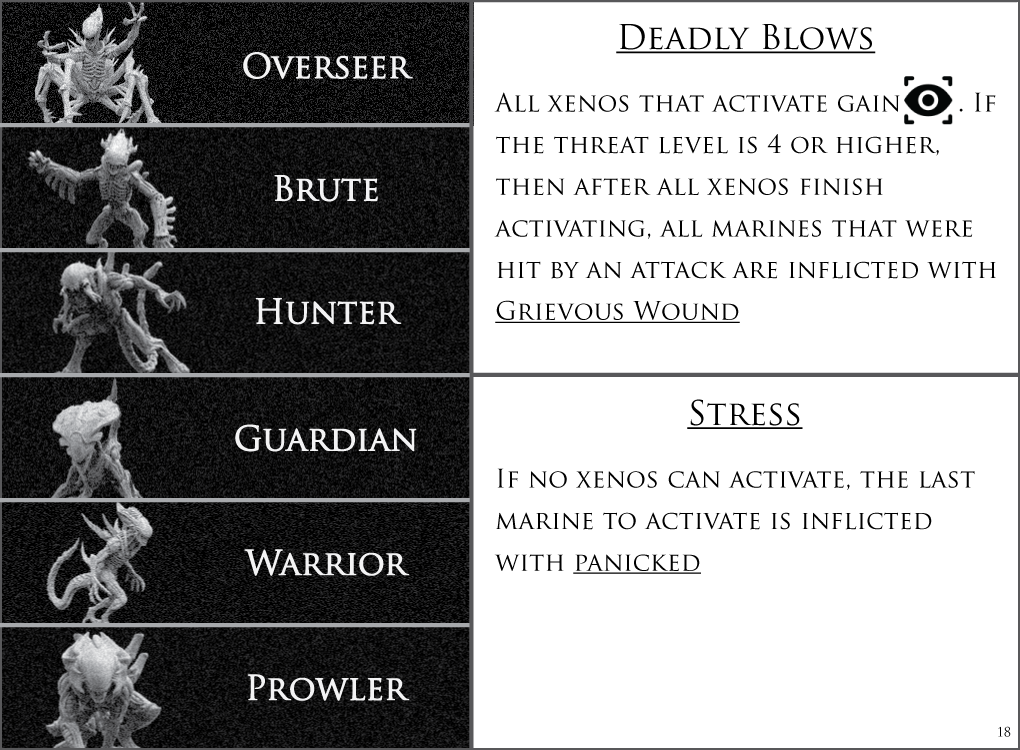 Overseer
Brute
Hunter
Guardian
Warrior
Prowler
Deadly Blows
All xenos that activate gain . If
the threat level is 4 or higher,
then after all xenos finish
activating, all marines that were
hit by an attack are inflicted with
Grievous Wound
Stress
If no xenos can activate, the last
marine to activate is inflicted
with panicked
18